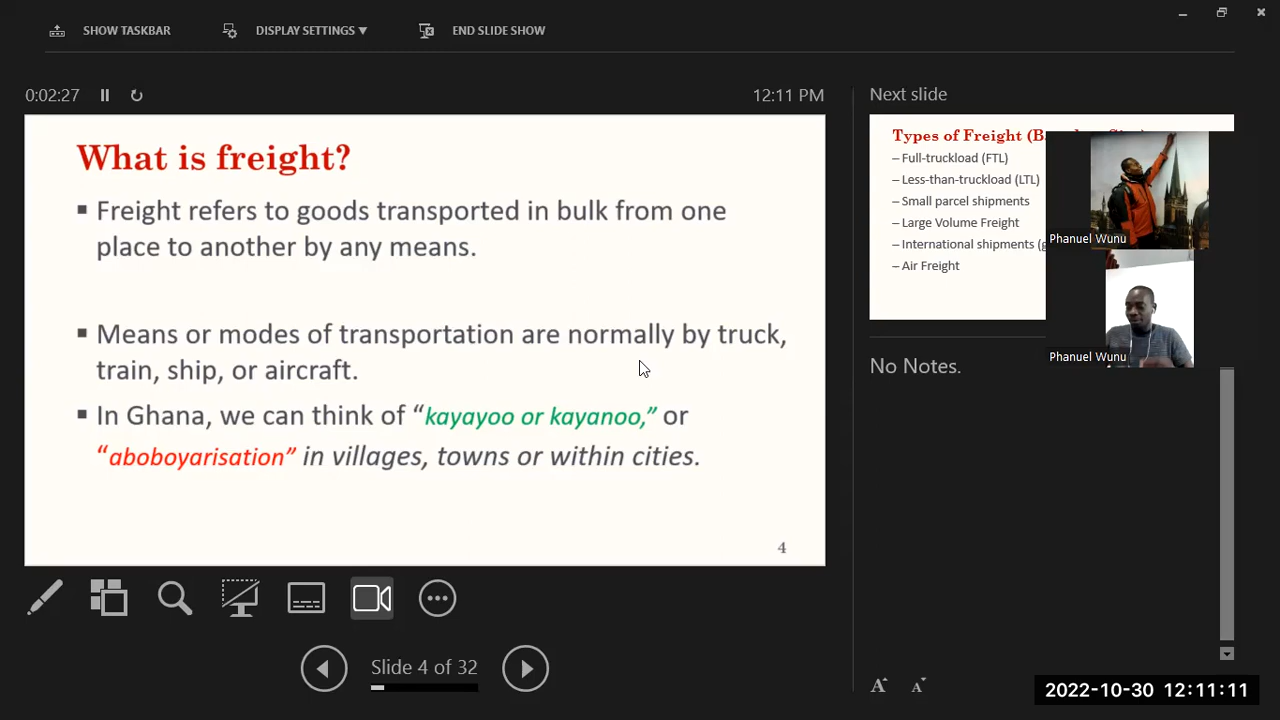 SHOW TASKBAR
DISPLAY SETTINGS ▼
END SLIDE SHOW
0:02:27
12:11 PM
What is freight?
▪ Freight refers to goods transported in bulk from one
place to another by any means.
▪ Means or modes of transportation are normally by truck,
train, ship, or aircraft.
▪ In Ghana, we can think of “kayayoo or kayanoo,” or
“aboboyarisation” in villages, towns or within cities.
4
Slide 4 of 32
Next slide
Types of Freight
– Full-truckload (FTL)
– Less-than-truckload (LTL)
– Small parcel shipments
– Large Volume Freight
– International shipments
– Air Freight
Phanuel Wunu
Phanuel Wunu
No Notes.
A A
2022-10-30 12:11:11